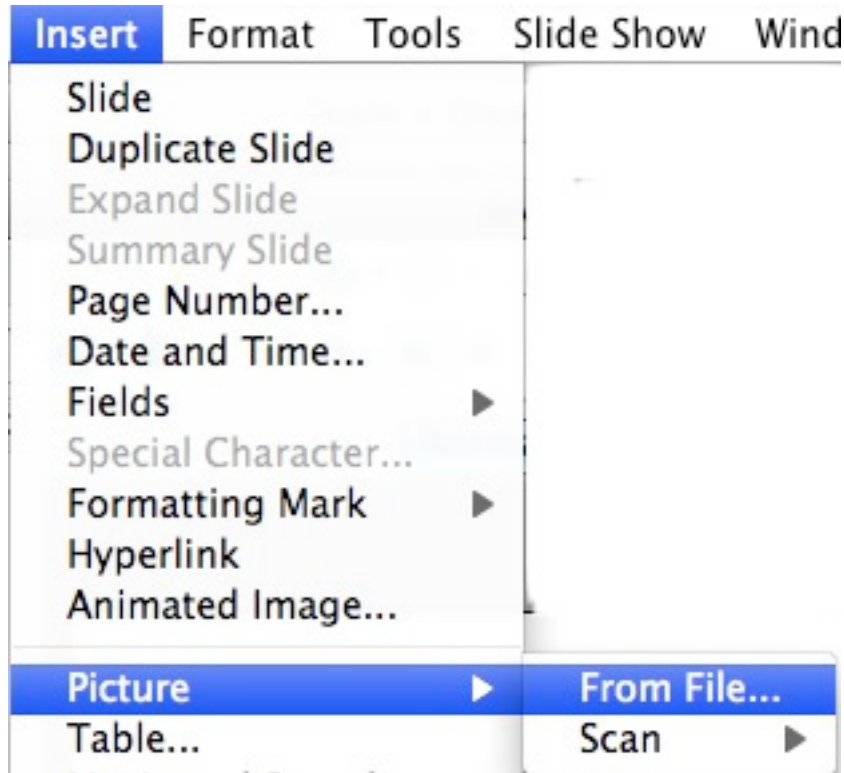 Insert Format Tools Slide Show Wind
Slide
Duplicate Slide
Expand Slide
Summary Slide
Page Number...
Date and Time...
Fields
Special Character...
Formatting Mark
Hyperlink
Animated Image...
Picture From File...
Table... Scan